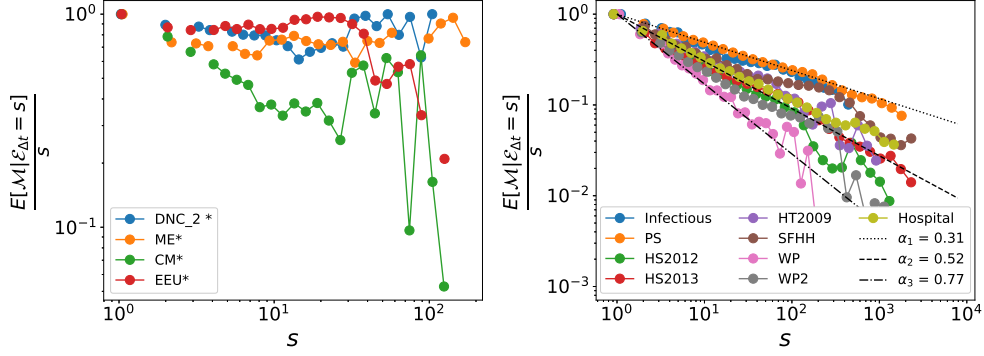 10⁰
10⁻¹
E[ℳ|ℰ_Δt = s]
s
DNC_2 *
ME*
CM*
EEU*
10⁰
10¹
10²
s
10⁰
10⁻¹
10⁻²
10⁻³
E[ℳ|ℰ_Δt = s]
s
Infectious
PS
HS2012
HS2013
HT2009
SFHH
WP
WP2
Hospital
α₁ = 0.31
α₂ = 0.52
α₃ = 0.77
10⁰
10¹
10²
10³
10⁴
s